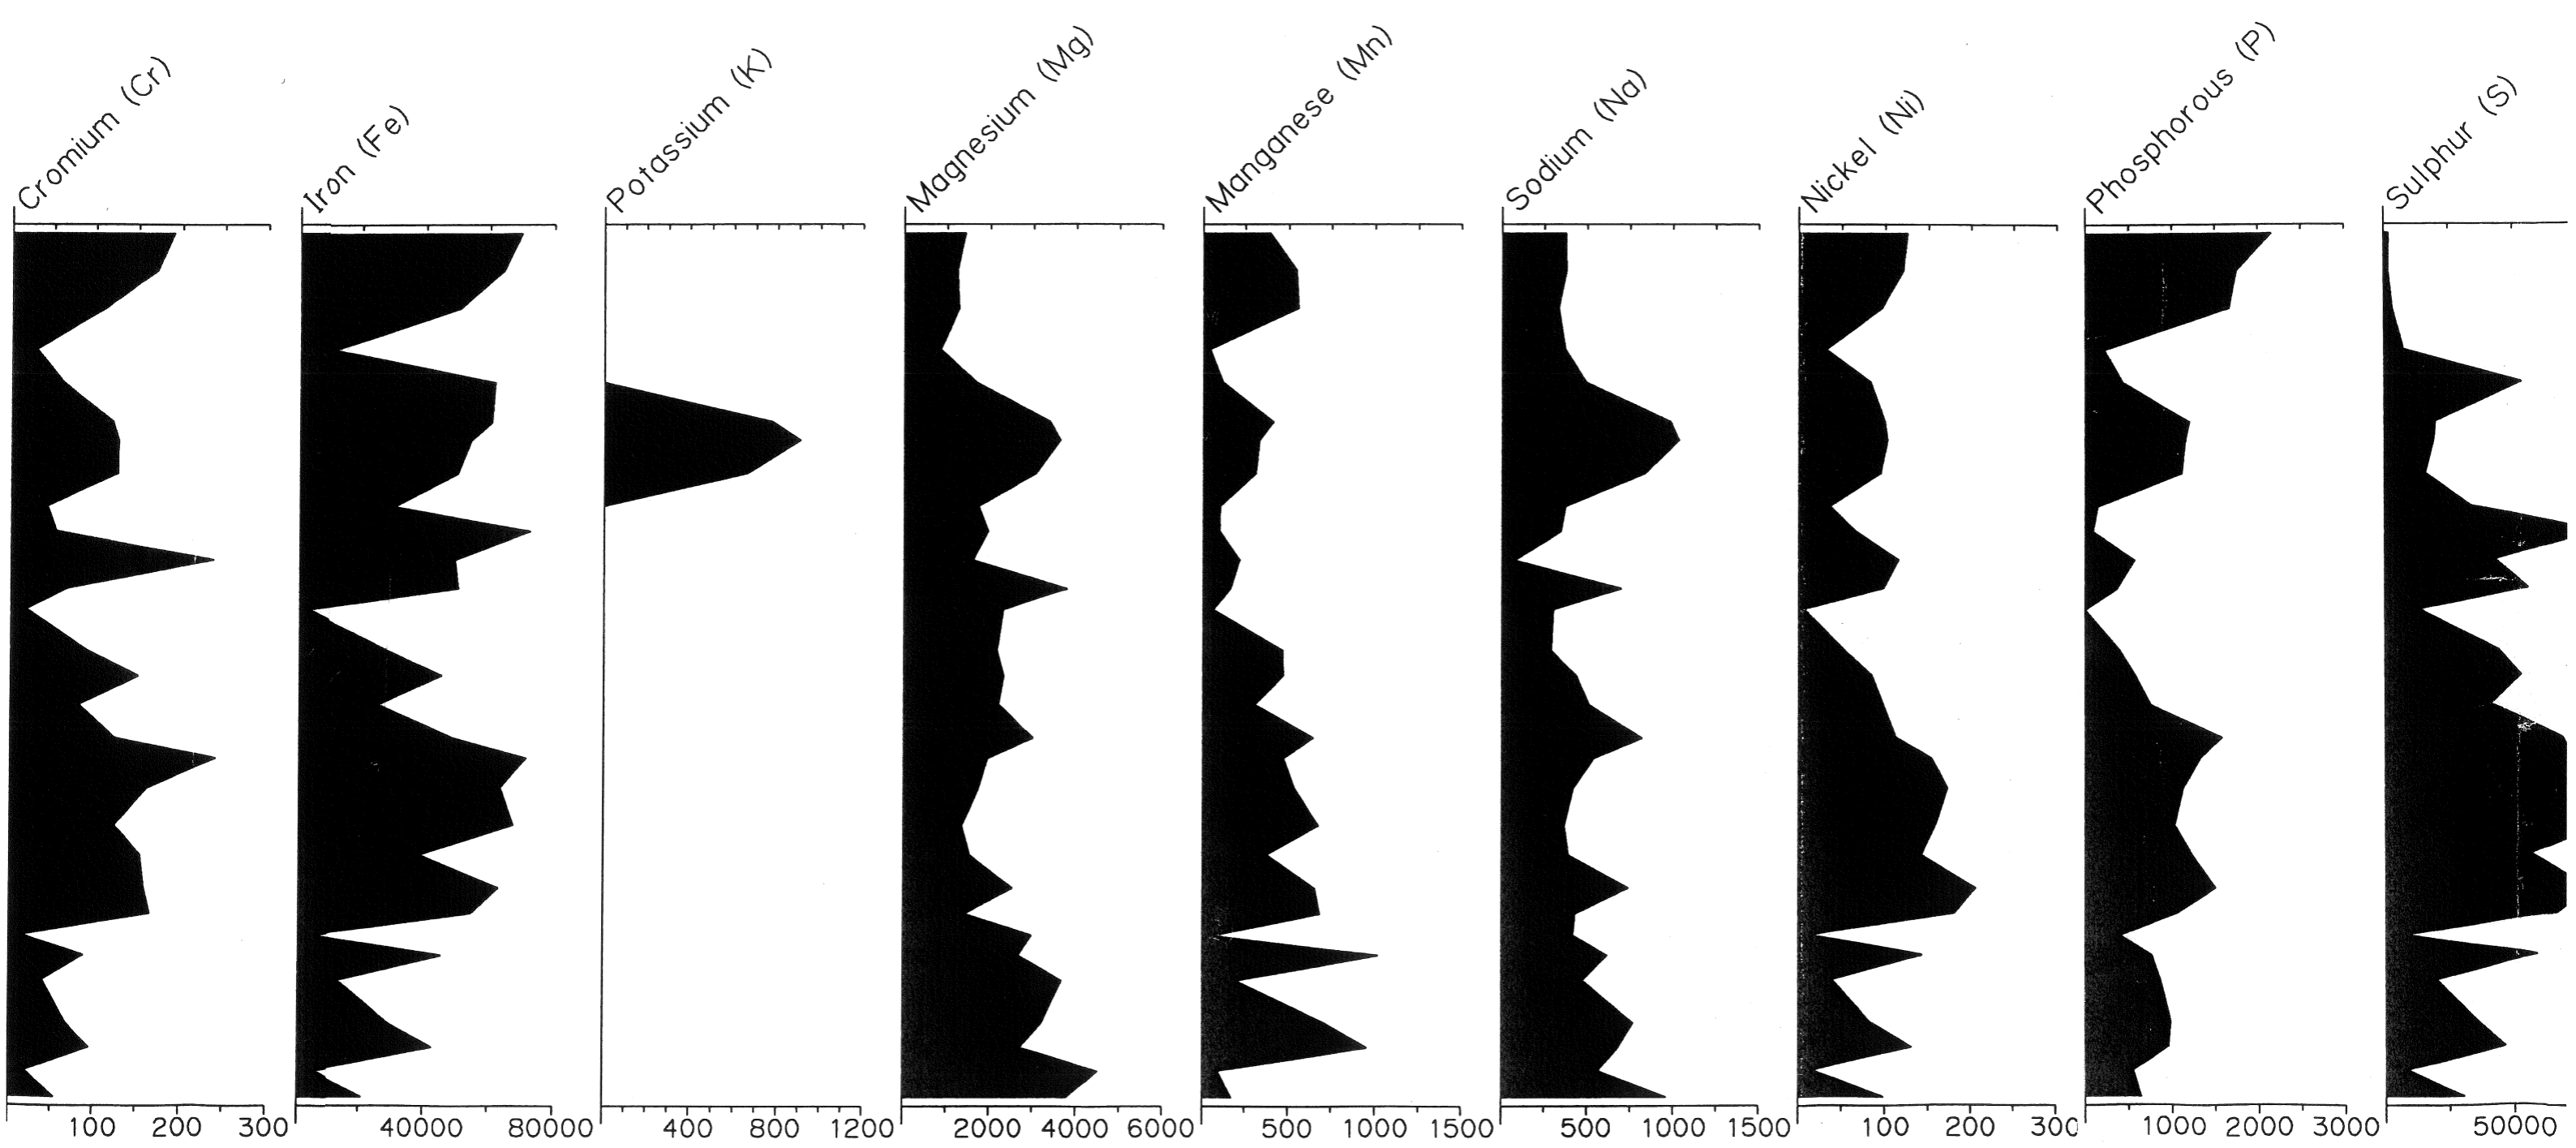 Cromium (Cr)
Iron (Fe)
Potassium (K)
Magnesium (Mg)
Manganese (Mn)
Sodium (Na)
Nickel (Ni)
Phosphorous (P)
Sulphur (S)
100 200 300
40000 80000
400 800 1200
2000 4000 6000
500 1000 1500
500 1000 1500
100 200 300
1000 2000 3000
50000